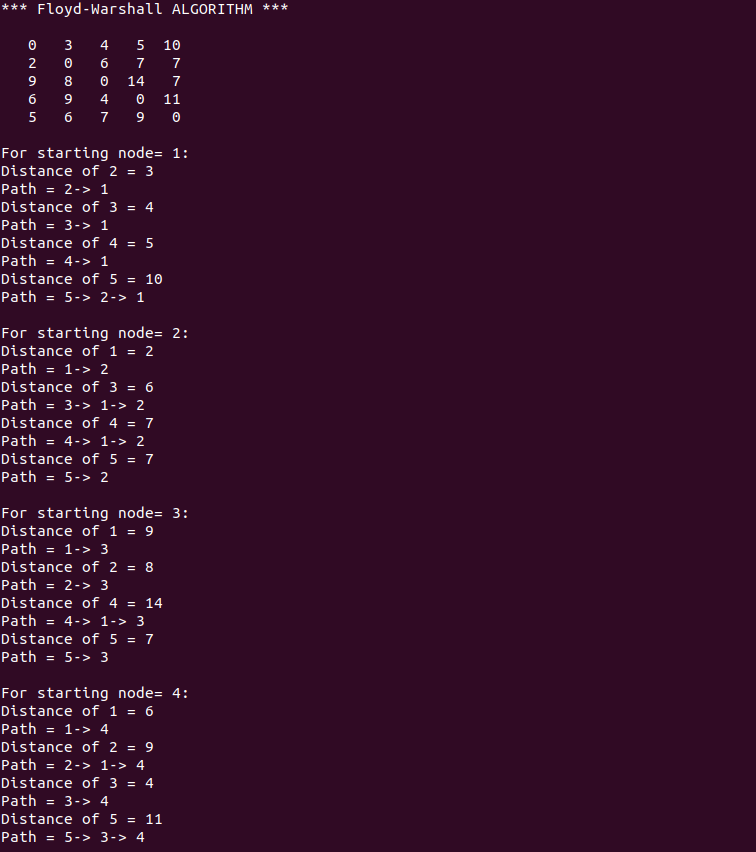 *** Floyd-Warshall ALGORITHM ***
0 3 4 5 10
2 0 6 7 7
9 8 0 14 7
6 9 4 0 11
5 6 7 9 0
For starting node= 1:
Distance of 2 = 3
Path = 2-> 1
Distance of 3 = 4
Path = 3-> 1
Distance of 4 = 5
Path = 4-> 1
Distance of 5 = 10
Path = 5-> 2-> 1
For starting node= 2:
Distance of 1 = 2
Path = 1-> 2
Distance of 3 = 6
Path = 3-> 1-> 2
Distance of 4 = 7
Path = 4-> 1-> 2
Distance of 5 = 7
Path = 5-> 2
For starting node= 3:
Distance of 1 = 9
Path = 1-> 3
Distance of 2 = 8
Path = 2-> 3
Distance of 4 = 14
Path = 4-> 1-> 3
Distance of 5 = 7
Path = 5-> 3
For starting node= 4:
Distance of 1 = 6
Path = 1-> 4
Distance of 2 = 9
Path = 2-> 1-> 4
Distance of 3 = 4
Path = 3-> 4
Distance of 5 = 11
Path = 5-> 3-> 4